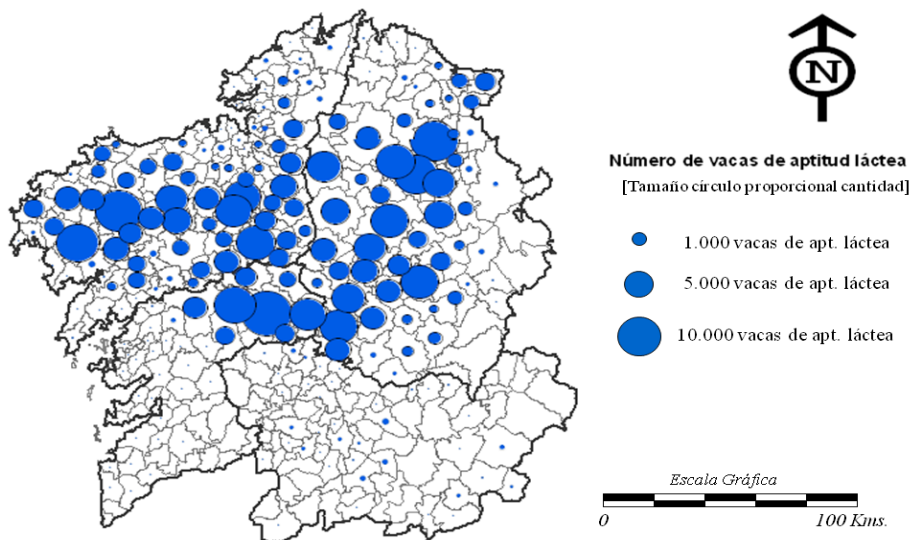 N
Número de vacas de aptitud láctea
[Tamaño círculo proporcional cantidad]
1.000 vacas de apt. láctea
5.000 vacas de apt. láctea
10.000 vacas de apt. láctea
Escala Gráfica
0 100 Kms.